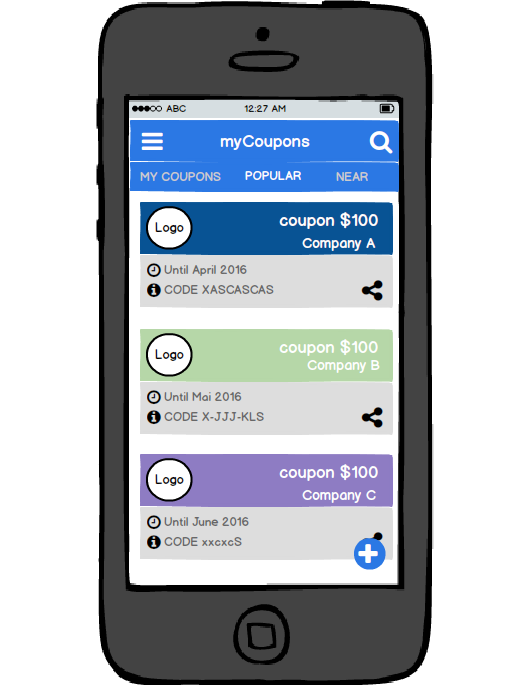 ABC 12:27 AM
myCoupons
MY COUPONS POPULAR NEAR
Logo
coupon $100
Company A
Until April 2016
CODE XASCASCAS
Logo
coupon $100
Company B
Until Mai 2016
CODE X-JJJ-KLS
Logo
coupon $100
Company C
Until June 2016
CODE xxcxcS